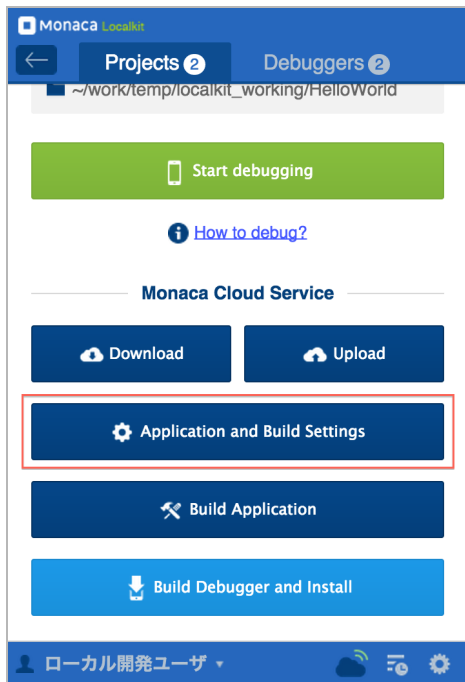 Monaca Localkit
Projects 2
Debuggers 2
~/work/temp/localkit_working/HelloWorld
Start debugging
How to debug?
Monaca Cloud Service
Download
Upload
Application and Build Settings
Build Application
Build Debugger and Install
ローカル開発ユーザ